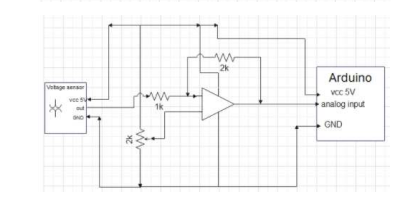 2k
Arduino
Voltage sensor
vcc 5V
vcc 5V
out
1k
analog input
GND
GND
2k